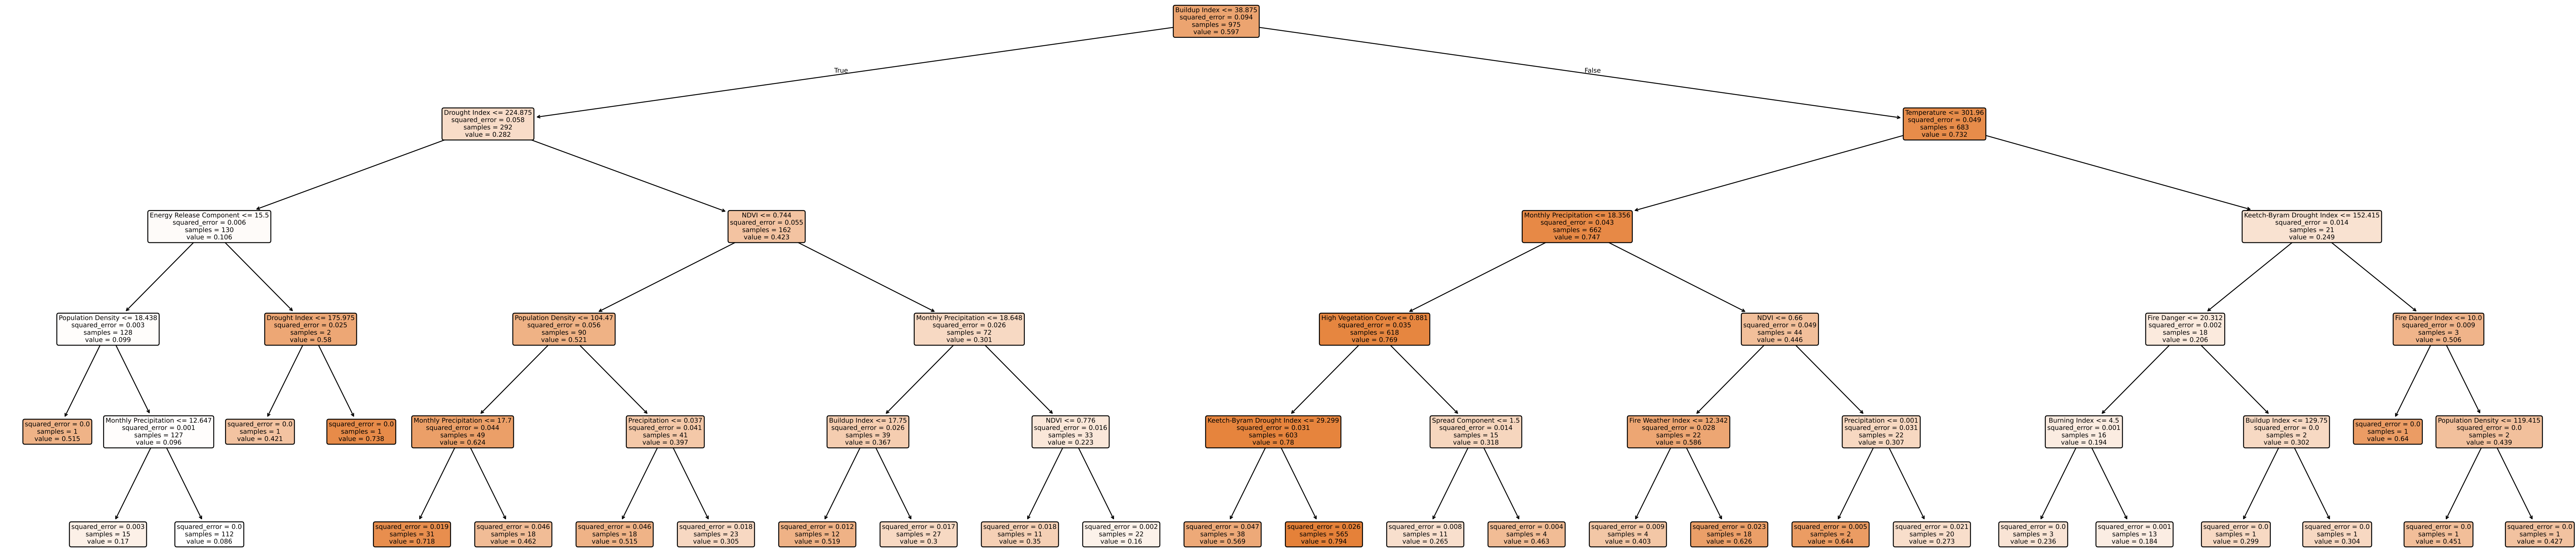 Buildup Index <= 38.875
squared_error = 0.094
samples = 975
value = 0.597
True
False
Drought Index <= 224.875
squared_error = 0.058
samples = 292
value = 0.282
Temperature <= 301.96
squared_error = 0.049
samples = 683
value = 0.732
Energy Release Component <= 15.5
squared_error = 0.006
samples = 130
value = 0.106
NDVI <= 0.744
squared_error = 0.055
samples = 162
value = 0.423
Monthly Precipitation <= 18.356
squared_error = 0.043
samples = 662
value = 0.747
Keetch-Byram Drought Index <= 152.415
squared_error = 0.014
samples = 21
value = 0.249
Population Density <= 18.438
squared_error = 0.003
samples = 128
value = 0.099
Drought Index <= 175.975
squared_error = 0.025
samples = 2
value = 0.58
Population Density <= 104.47
squared_error = 0.056
samples = 90
value = 0.521
Monthly Precipitation <= 18.648
squared_error = 0.026
samples = 72
value = 0.301
High Vegetation Cover <= 0.881
squared_error = 0.035
samples = 618
value = 0.769
NDVI <= 0.66
squared_error = 0.049
samples = 44
value = 0.446
Fire Danger <= 20.312
squared_error = 0.002
samples = 18
value = 0.206
Fire Danger Index <= 10.0
squared_error = 0.009
samples = 3
value = 0.506
squared_error = 0.0
samples = 1
value = 0.515
Monthly Precipitation <= 12.647
squared_error = 0.001
samples = 127
value = 0.096
squared_error = 0.0
samples = 1
value = 0.421
squared_error = 0.0
samples = 1
value = 0.738
Monthly Precipitation <= 17.7
squared_error = 0.044
samples = 49
value = 0.624
Precipitation <= 0.037
squared_error = 0.041
samples = 41
value = 0.397
Buildup Index <= 17.75
squared_error = 0.026
samples = 39
value = 0.367
NDVI <= 0.776
squared_error = 0.016
samples = 33
value = 0.223
Keetch-Byram Drought Index <= 29.299
squared_error = 0.031
samples = 603
value = 0.78
Spread Component <= 1.5
squared_error = 0.014
samples = 15
value = 0.318
Fire Weather Index <= 12.342
squared_error = 0.028
samples = 22
value = 0.586
Precipitation <= 0.001
squared_error = 0.031
samples = 22
value = 0.307
Burning Index <= 4.5
squared_error = 0.001
samples = 16
value = 0.194
Buildup Index <= 129.75
squared_error = 0.0
samples = 2
value = 0.302
squared_error = 0.0
samples = 1
value = 0.64
Population Density <= 119.415
squared_error = 0.0
samples = 2
value = 0.439
squared_error = 0.003
samples = 15
value = 0.17
squared_error = 0.0
samples = 112
value = 0.086
squared_error = 0.019
samples = 31
value = 0.718
squared_error = 0.046
samples = 18
value = 0.462
squared_error = 0.046
samples = 18
value = 0.515
squared_error = 0.018
samples = 23
value = 0.305
squared_error = 0.012
samples = 12
value = 0.519
squared_error = 0.017
samples = 27
value = 0.3
squared_error = 0.018
samples = 11
value = 0.35
squared_error = 0.002
samples = 22
value = 0.16
squared_error = 0.047
samples = 38
value = 0.569
squared_error = 0.026
samples = 565
value = 0.794
squared_error = 0.008
samples = 11
value = 0.265
squared_error = 0.004
samples = 4
value = 0.463
squared_error = 0.009
samples = 4
value = 0.403
squared_error = 0.023
samples = 18
value = 0.626
squared_error = 0.005
samples = 2
value = 0.644
squared_error = 0.021
samples = 20
value = 0.273
squared_error = 0.0
samples = 3
value = 0.236
squared_error = 0.001
samples = 13
value = 0.184
squared_error = 0.0
samples = 1
value = 0.299
squared_error = 0.0
samples = 1
value = 0.304
squared_error = 0.0
samples = 1
value = 0.451
squared_error = 0.0
samples = 1
value = 0.427